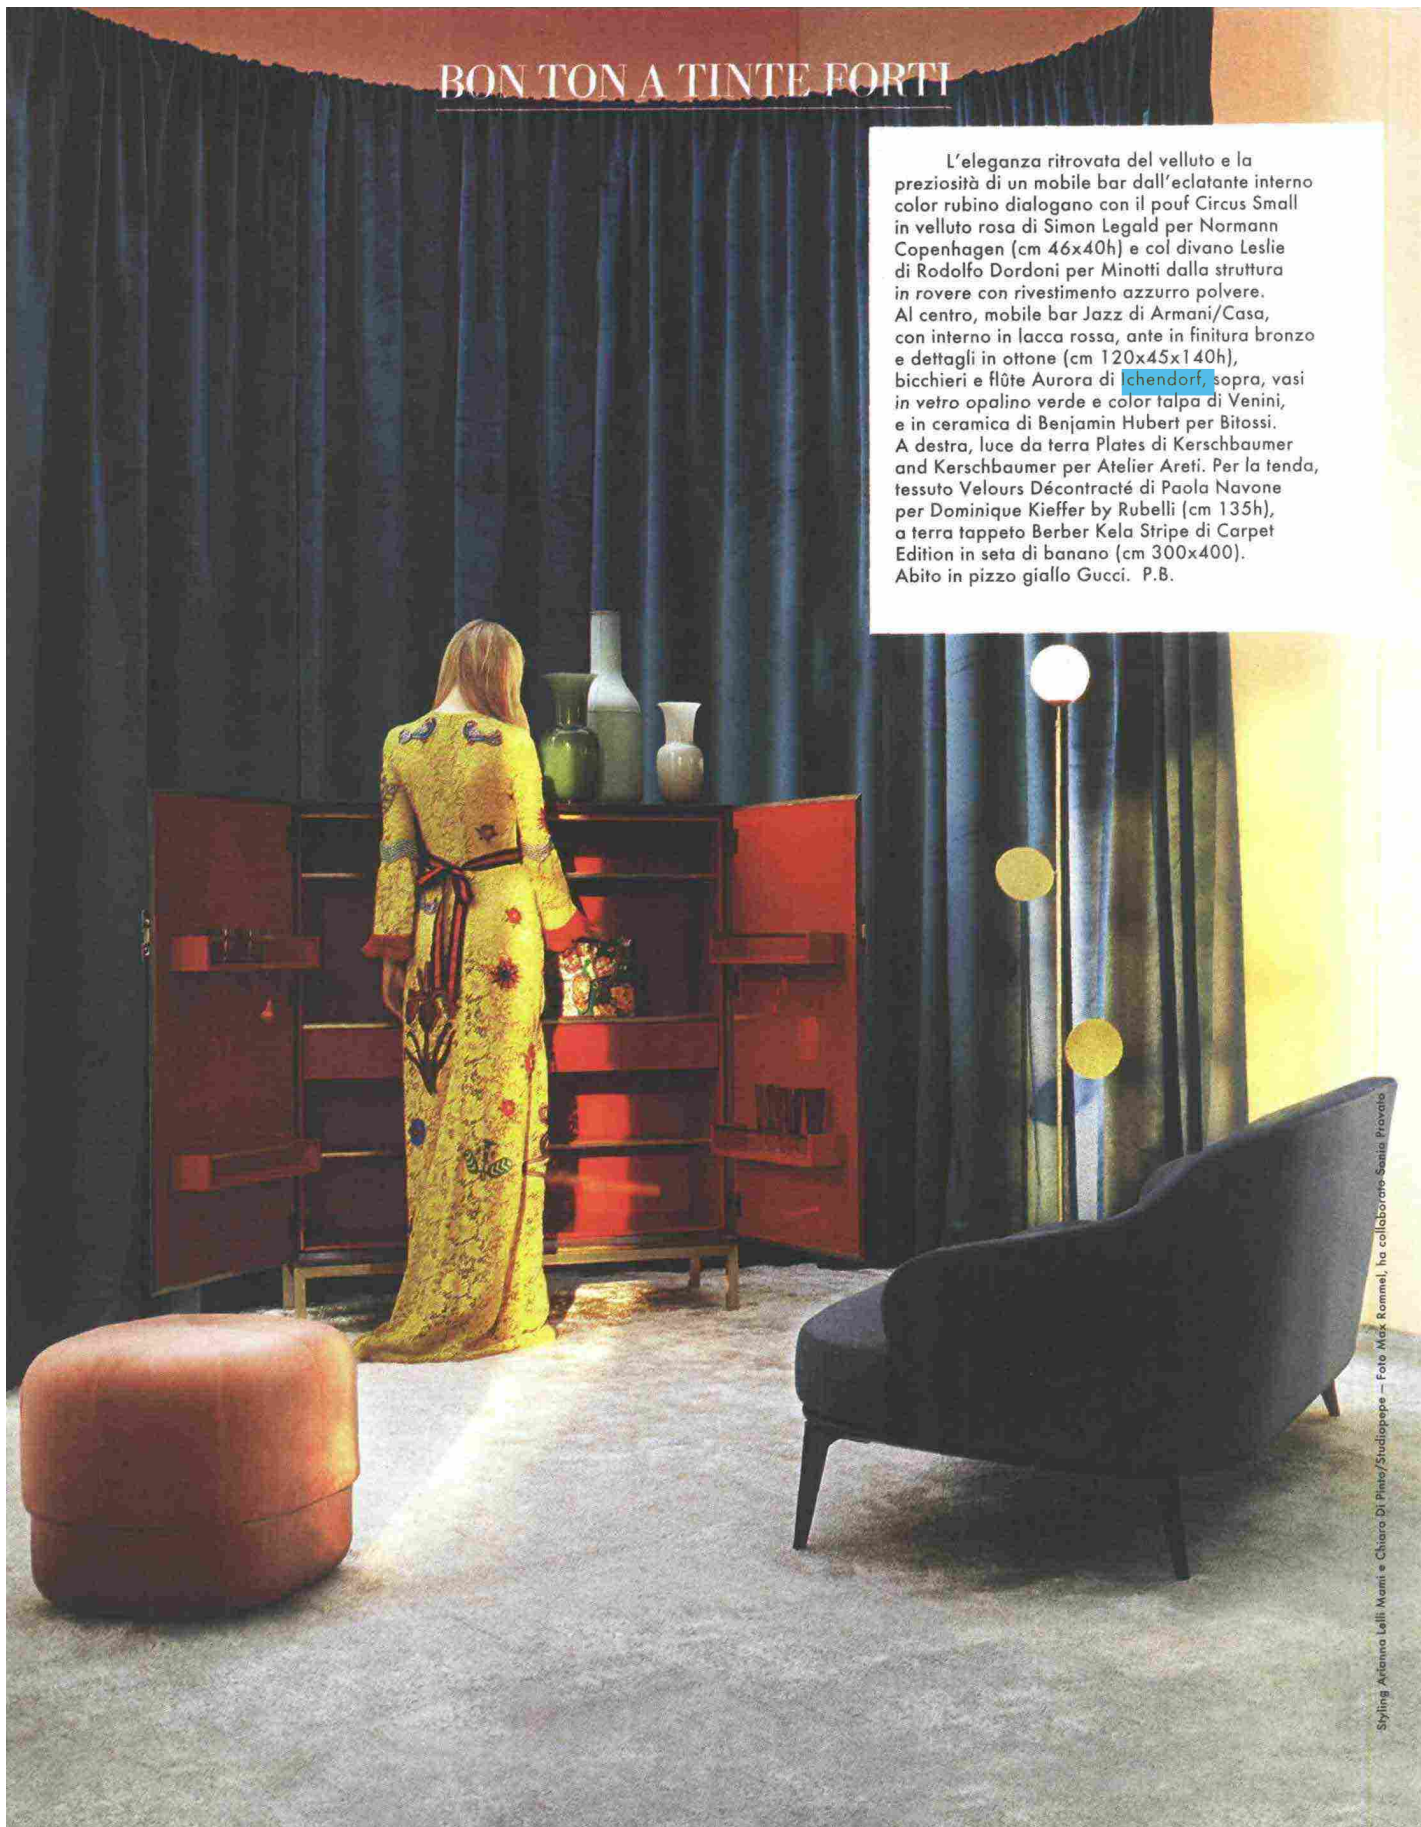 BON TON A TINTE FORTI
L'eleganza ritrovata del velluto e la
preziosità di un mobile bar dall'eclatante interno
color rubino dialogano con il pouf Circus Small
in velluto rosa di Simon Legald per Normann
Copenhagen (cm 46x40h) e col divano Leslie
di Rodolfo Dordoni per Minotti dalla struttura
in rovere con rivestimento azzurro polvere.
Al centro, mobile bar Jazz di Armani/Casa,
con interno in lacca rossa, ante in finitura bronzo
e dettagli in ottone (cm 120x45x140h),
bicchieri e flûte Aurora di Ichendorf, sopra, vasi
in vetro opalino verde e color talpa di Venini,
e in ceramica di Benjamin Hubert per Bitossi.
A destra, luce da terra Plates di Kerschbaumer
and Kerschbaumer per Atelier Areti. Per la tenda,
tessuto Velours Décontracté di Paola Navone
per Dominique Kieffer by Rubelli (cm 135h),
a terra tappeto Berber Kela Stripe di Carpet
Edition in seta di banano (cm 300x400).
Abito in pizzo giallo Gucci. P.B.
Styling Arianna Lelli Mami e Chiara Di Pinto/Studiopepe – Foto Max Rommel, ha collaborato Sania Pravato